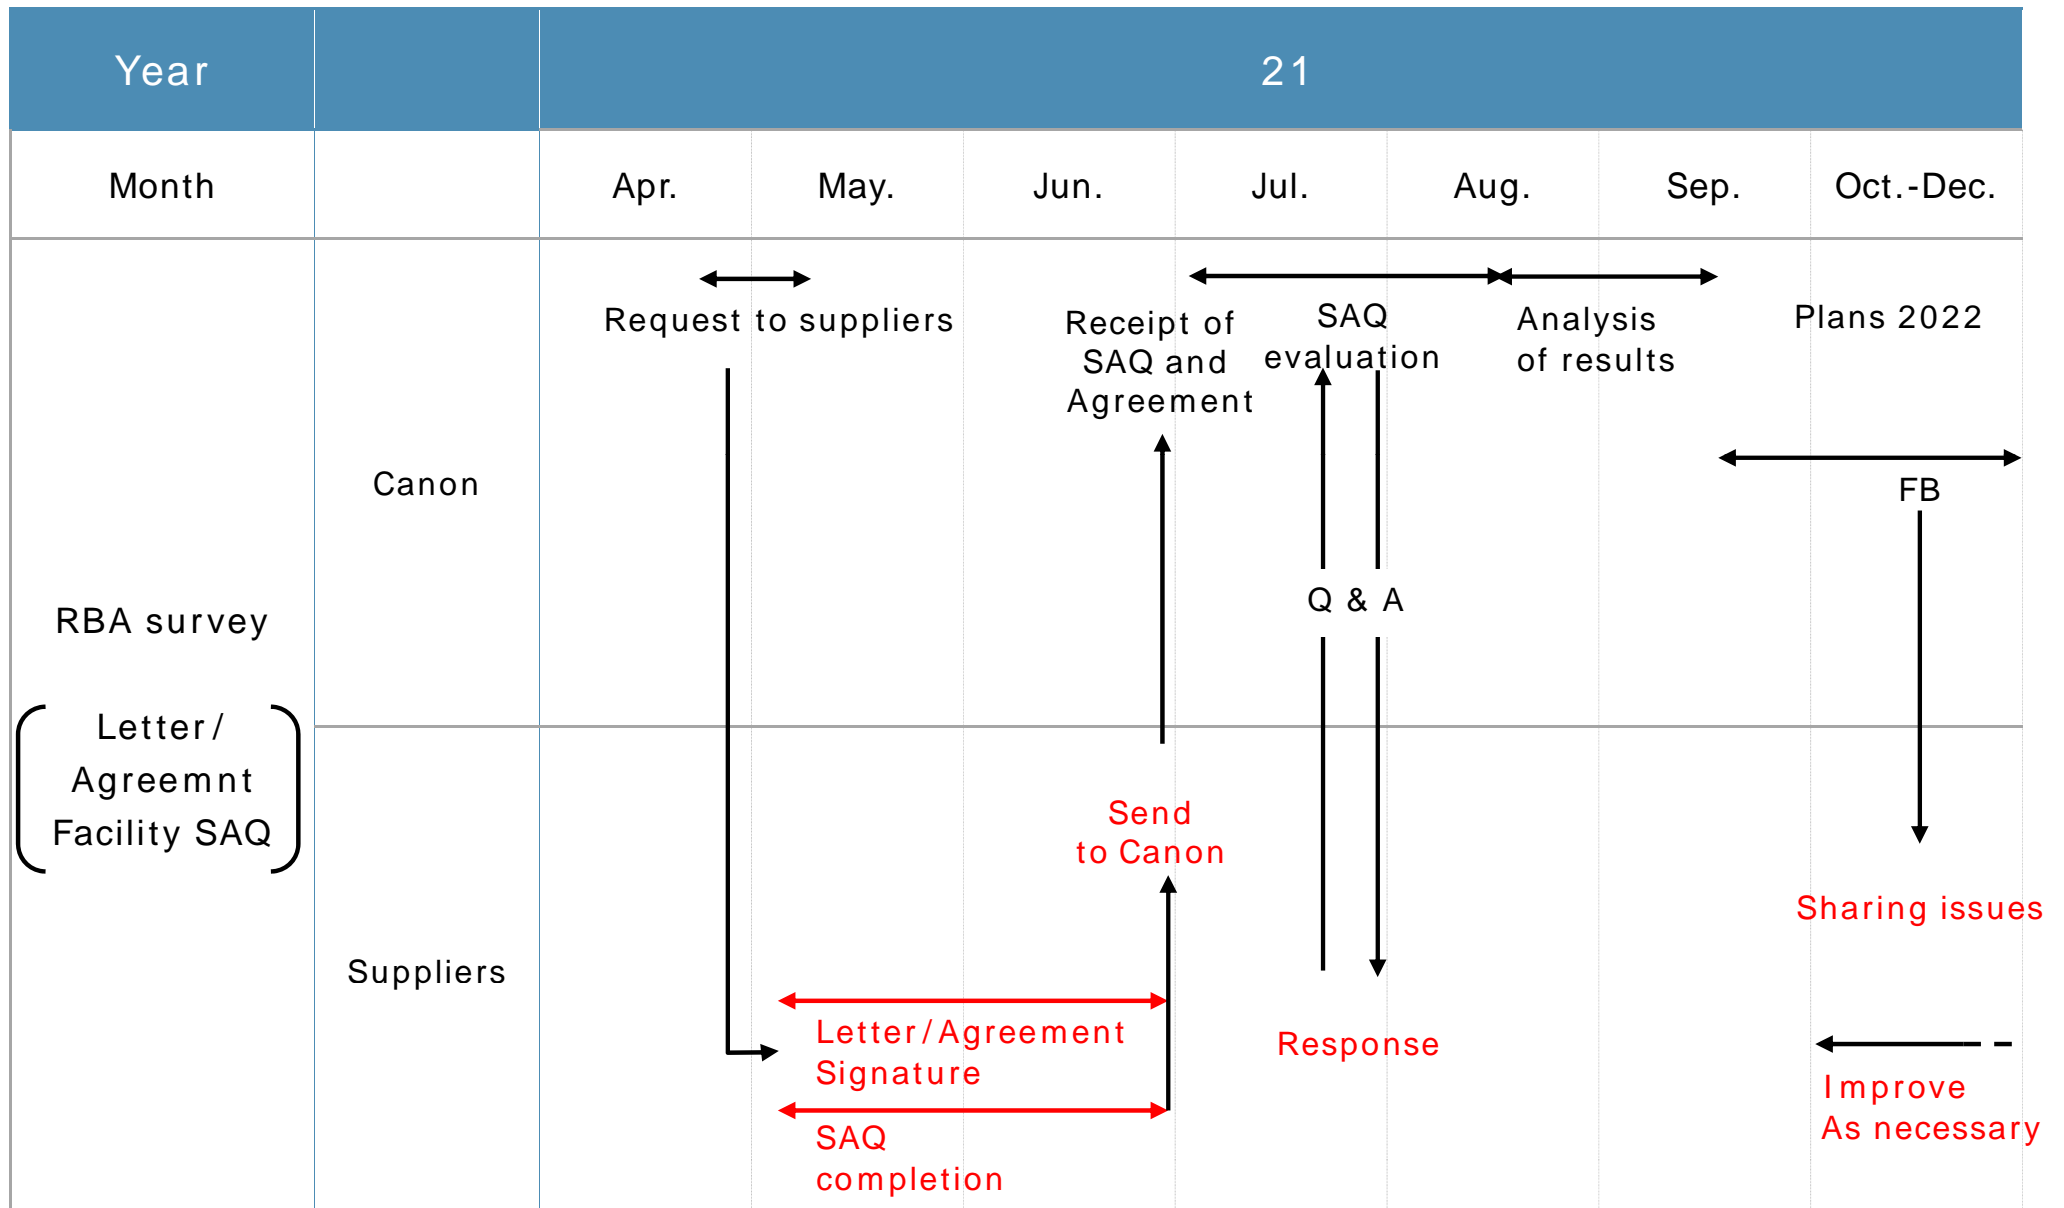 Year
21
Month
Apr.
May.
Jun.
Jul.
Aug.
Sep.
Oct.-Dec.
RBA survey
Letter/
Agreemnt
Facility SAQ
Canon
Request to suppliers
Receipt of
SAQ and
Agreement
SAQ
evaluation
Analysis
of results
Plans 2022
FB
Q & A
Suppliers
Send
to Canon
Letter/Agreement
Signature
SAQ
completion
Response
Sharing issues
Improve
As necessary